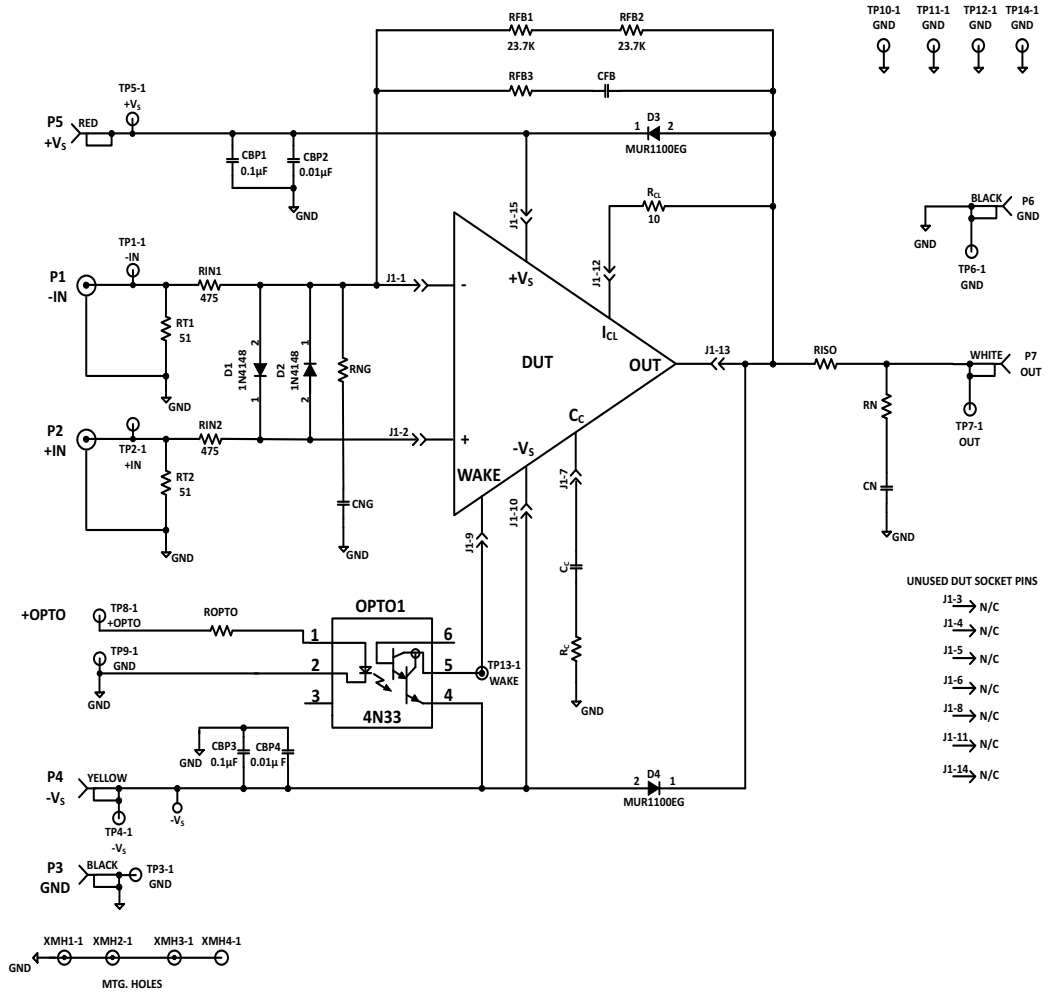 TP10-1 TP11-1 TP12-1 TP14-1
GND GND GND GND
RFB1 RFB2
23.7K 23.7K
RFB3 CFB
TP5-1
+VS
P5 RED
+VS
D3
1 2
MUR1100EG
CBP1
0.1µF
CBP2
0.01µF
GND
J1-15
RCL
10
J1-12
BLACK P6
GND
GND
TP6-1
GND
TP1-1
-IN
P1
-IN
RIN1
475
J1-1
-
+VS
ICL
RT1
51
GND
2
D1
1N4148
1
1
D2
1N4148
2
RNG
DUT
OUT
J1-13
RISO
WHITE P7
OUT
TP7-1
OUT
RN
CN
GND
P2
+IN
TP2-1
+IN
RIN2
475
J1-2
+
CC
-VS
WAKE
RT2
51
GND
CNG
GND
J1-9
J1-10
J1-7
CC
RC
GND
UNUSED DUT SOCKET PINS
J1-3 N/C
J1-4 N/C
J1-5 N/C
J1-6 N/C
J1-8 N/C
J1-11 N/C
J1-14 N/C
+OPTO
TP8-1
+OPTO
ROPTO
OPTO1
1 6
2 5
3 4
4N33
TP9-1
GND
GND
TP13-1
WAKE
GND
CBP3
0.1µF
CBP4
0.01µ F
P4 YELLOW
-VS
TP4-1
-VS
-VS
D4
2 1
MUR1100EG
P3 BLACK
GND
TP3-1
GND
XMH1-1 XMH2-1 XMH3-1 XMH4-1
GND
MTG. HOLES